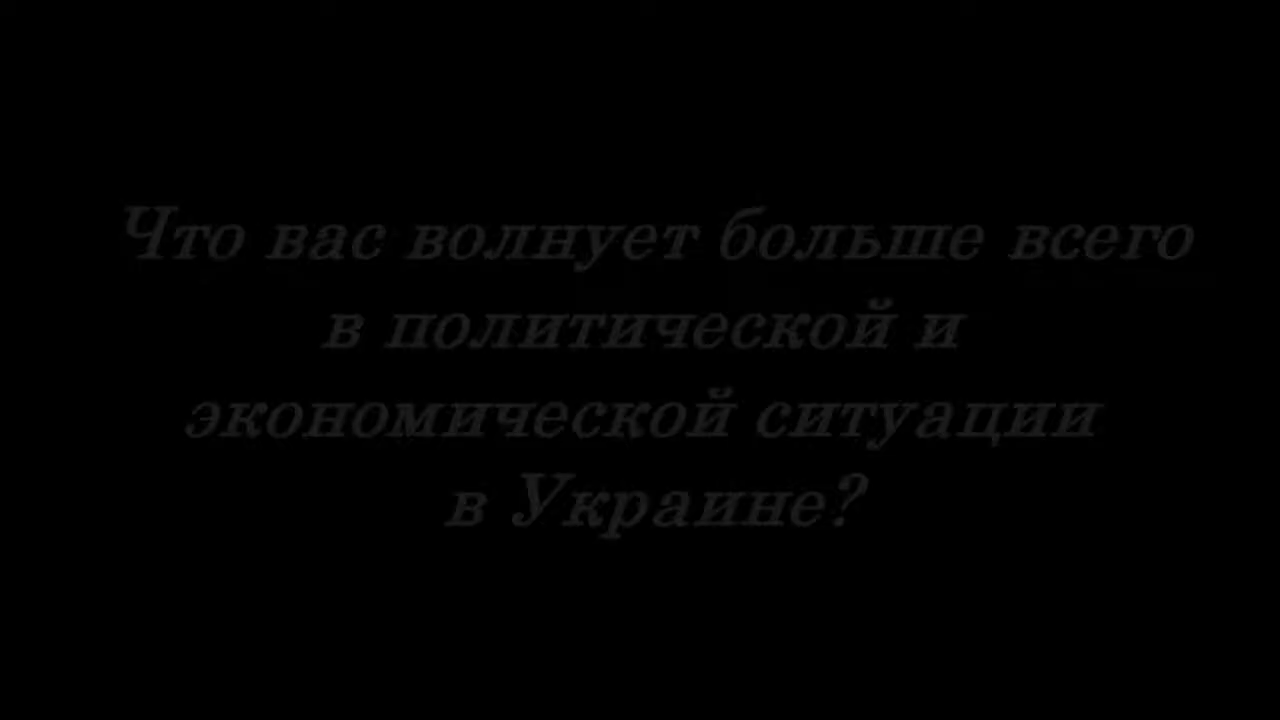 Что вас волнует больше всего
в политической и
экономической ситуации
в Украине?